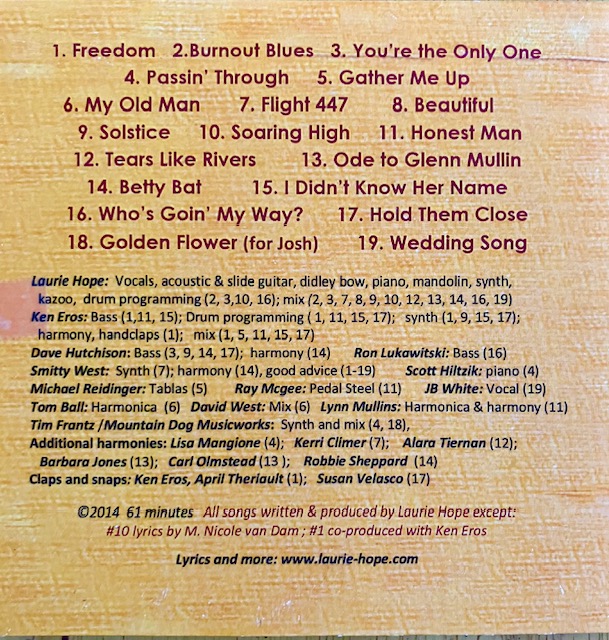 1. Freedom 2.Burnout Blues 3. You're the Only One
4. Passin' Through 5. Gather Me Up
6. My Old Man 7. Flight 447 8. Beautiful
9. Solstice 10. Soaring High 11. Honest Man
12. Tears Like Rivers 13. Ode to Glenn Mullin
14. Betty Bat 15. I Didn't Know Her Name
16. Who's Goin' My Way? 17. Hold Them Close
18. Golden Flower (for Josh) 19. Wedding Song
Laurie Hope: Vocals, acoustic & slide guitar, didley bow, piano, mandolin, synth,
kazoo, drum programming (2, 3,10, 16); mix (2, 3, 7, 8, 9, 10, 12, 13, 14, 16, 19)
Ken Eros: Bass (1,11, 15); Drum programming ( 1, 11, 15, 17); synth (1, 9, 15, 17);
harmony, handclaps (1); mix (1, 5, 11, 15, 17)
Dave Hutchison: Bass (3, 9, 14, 17); harmony (14) Ron Lukawitski: Bass (16)
Smitty West: Synth (7); harmony (14), good advice (1-19) Scott Hiltzik: piano (4)
Michael Reidinger: Tablas (5) Ray Mcgee: Pedal Steel (11) JB White: Vocal (19)
Tom Ball: Harmonica (6) David West: Mix (6) Lynn Mullins: Harmonica & harmony (11)
Tim Frantz /Mountain Dog Musicworks: Synth and mix (4, 18),
Additional harmonies: Lisa Mangione (4); Kerri Climer (7); Alara Tiernan (12);
Barbara Jones (13); Carl Olmstead (13 ); Robbie Sheppard (14)
Claps and snaps: Ken Eros, April Theriault (1); Susan Velasco (17)
©2014 61 minutes All songs written & produced by Laurie Hope except:
#10 lyrics by M. Nicole van Dam ; #1 co-produced with Ken Eros
Lyrics and more: www.laurie-hope.com